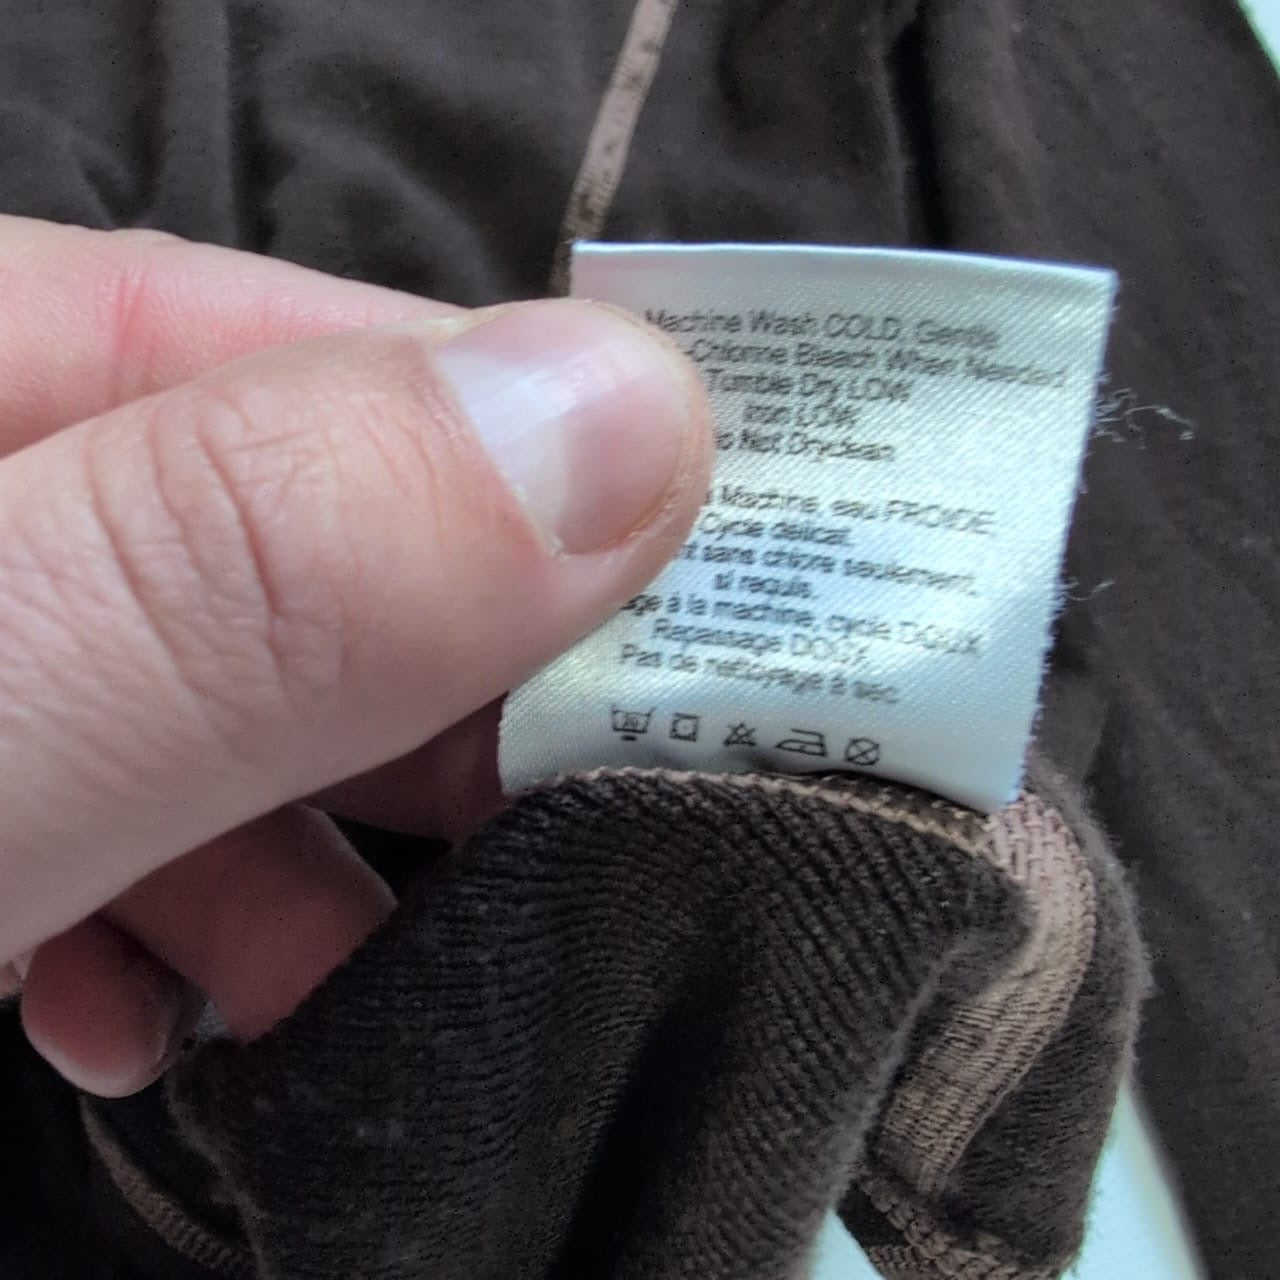 Machine Wash COLD, Gentle
-Chlorine Bleach When Needed
Tumble Dry LOW
Iron LOW
Not Dryclean
Machine, eau FROIDE
Cycle délicat
sans chlore seulement,
si requis.
à la machine, cycle DOUX
Repassage DOUX
Pas de nettoyage à sec